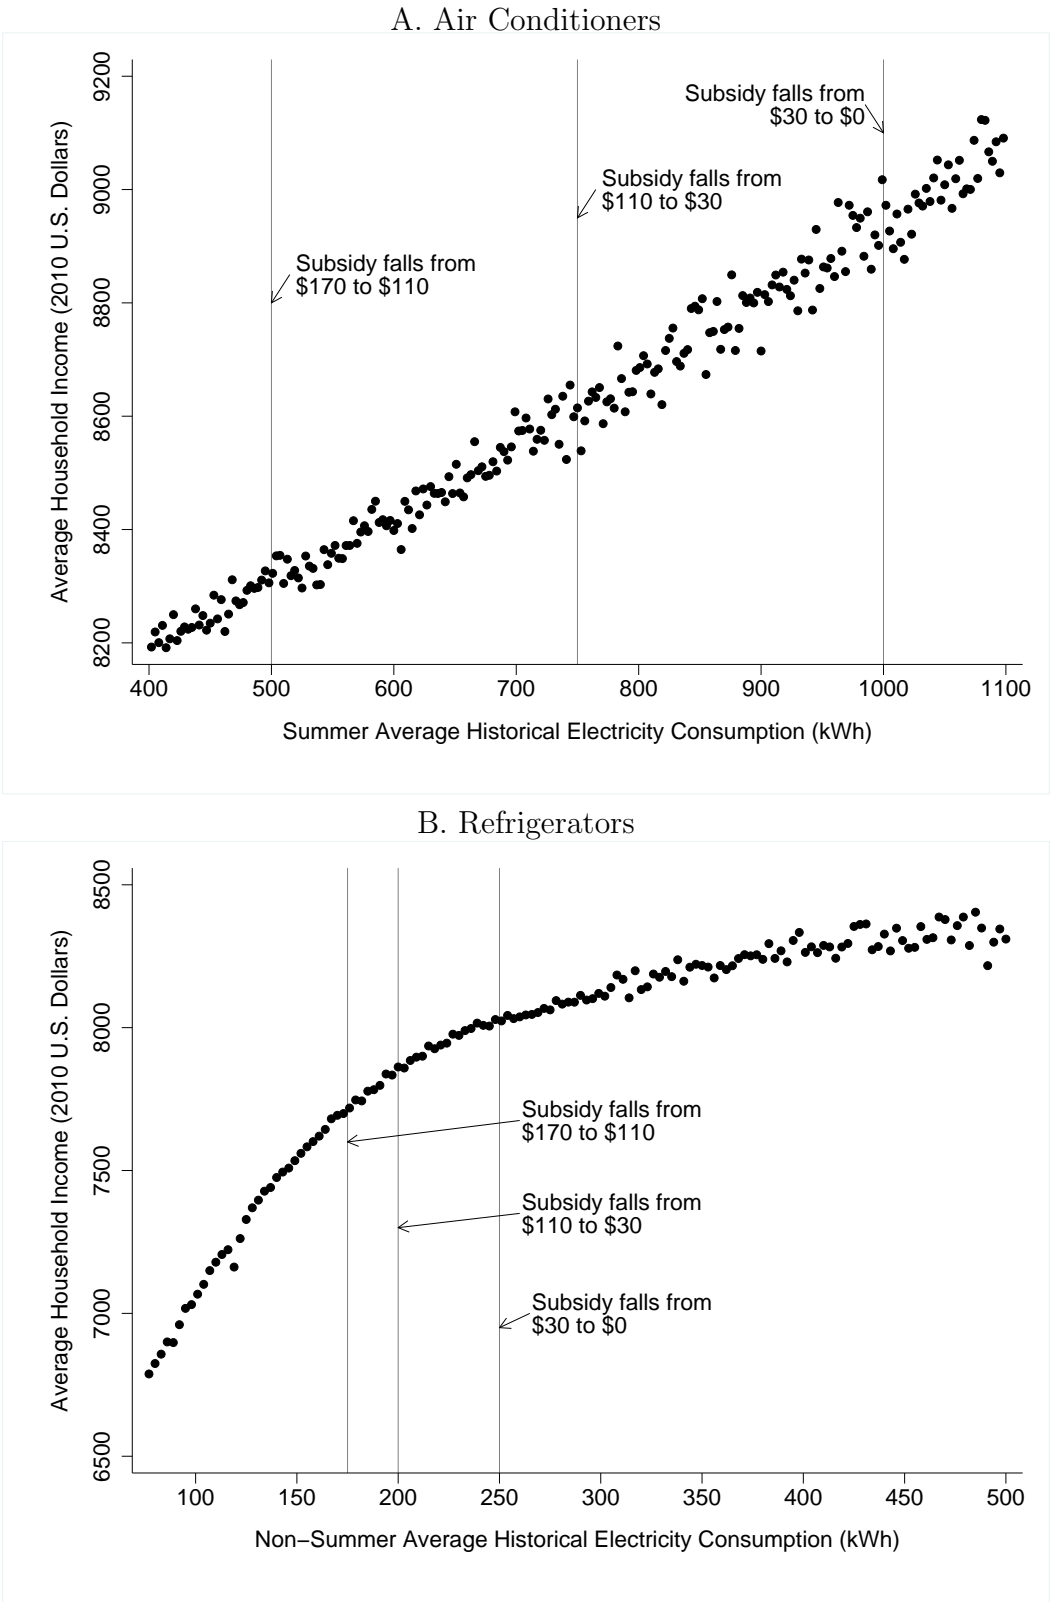 A. Air Conditioners
Average Household Income (2010 U.S. Dollars)
9200
9000
8800
8600
8400
8200
Subsidy falls from
$30 to $0
Subsidy falls from
$110 to $30
Subsidy falls from
$170 to $110
400 500 600 700 800 900 1000 1100
Summer Average Historical Electricity Consumption (kWh)
B. Refrigerators
Average Household Income (2010 U.S. Dollars)
8500
8000
7500
7000
6500
Subsidy falls from
$170 to $110
Subsidy falls from
$110 to $30
Subsidy falls from
$30 to $0
100 150 200 250 300 350 400 450 500
Non−Summer Average Historical Electricity Consumption (kWh)